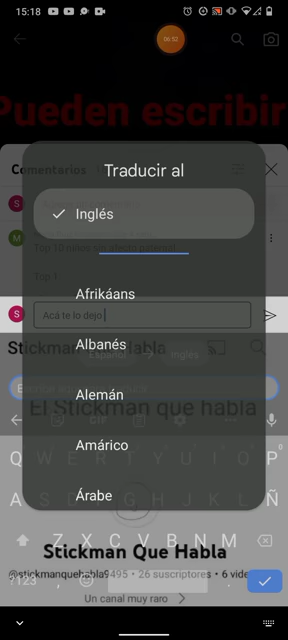 15:18
06:52
Pueden escribir
Comentarios
Traducir al
Inglés
Top 1
Afrikáans
Acá te lo dejo
Albanés
Stickman Que Habla
Español → Inglés
Alemán
El Stickman que habla
GIF
Amárico
Q W E R T Y U I O P
Árabe
A S D F G H J K L Ñ
Z X C V B N M
Stickman Que Habla
@stickmanquehabla9495 • 26 suscriptores • 6 vide
?123 , .
Un canal muy raro >